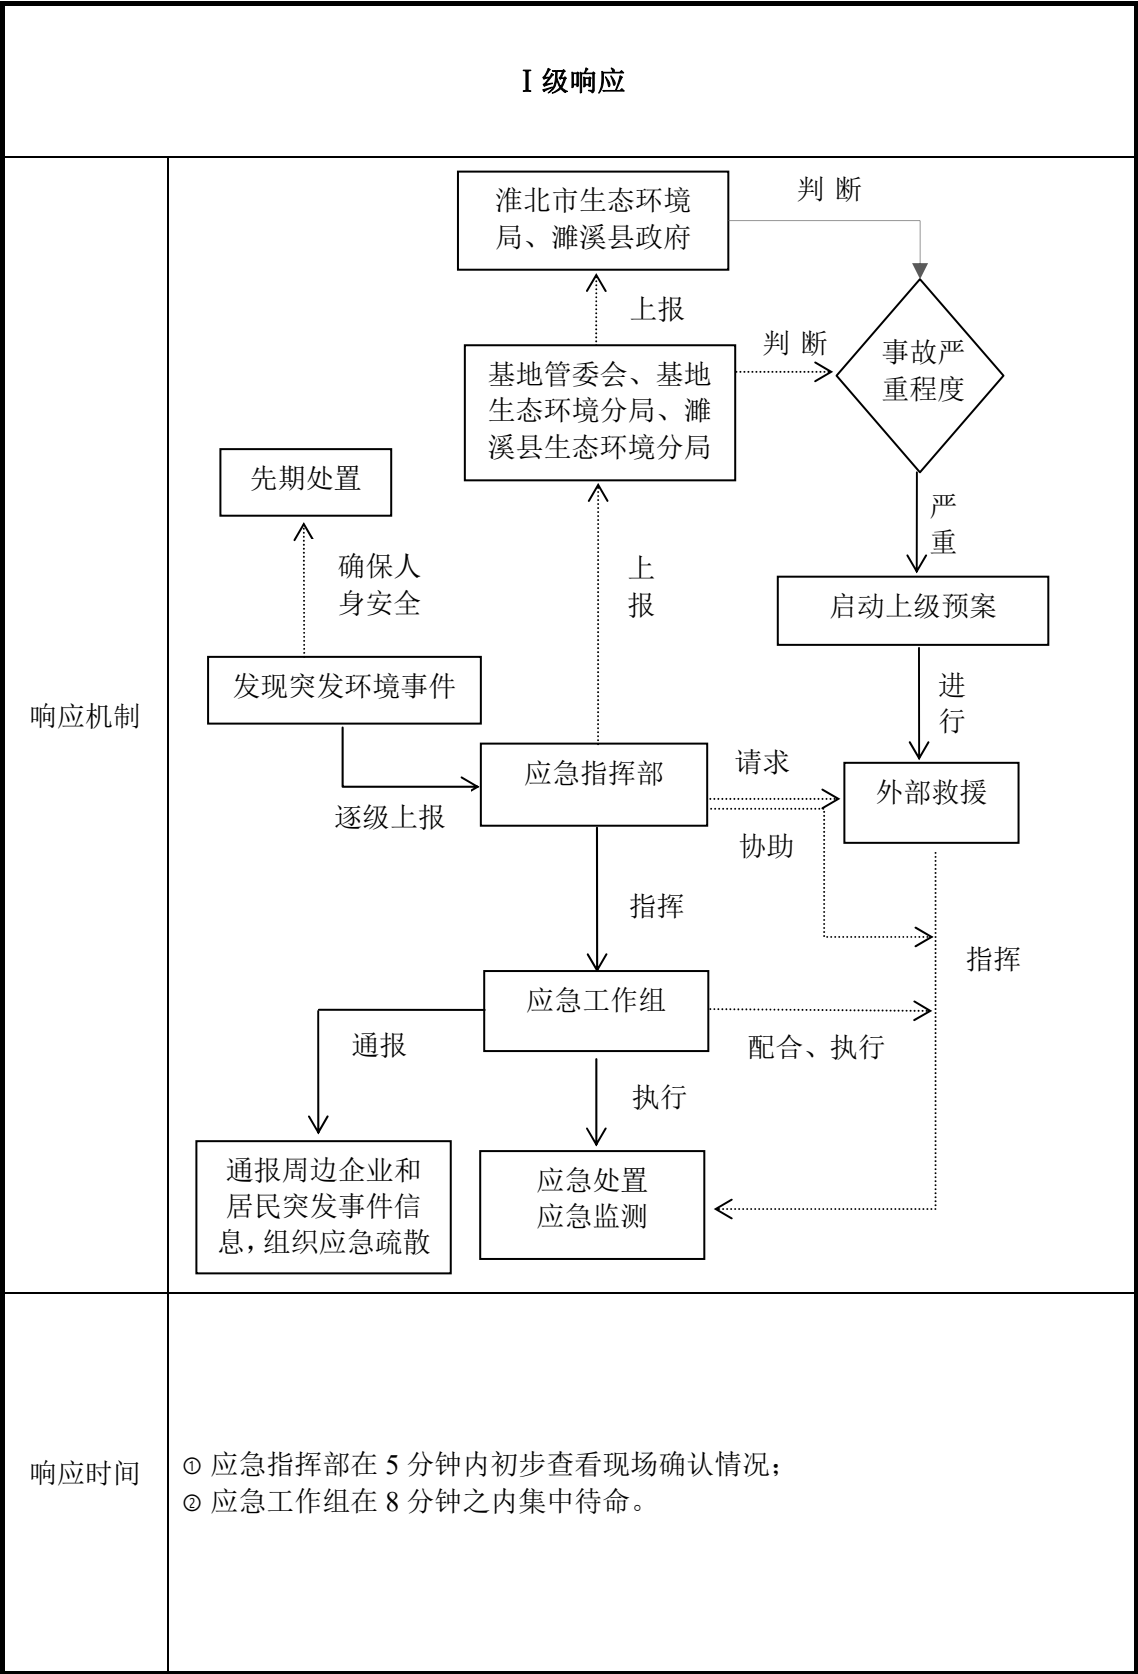 Ⅰ级响应
响应机制
淮北市生态环境
局、濉溪县政府
判 断
上报
判 断
事故严
重程度
基地管委会、基地
生态环境分局、濉
溪县生态环境分局
先期处置
严
重
确保人
身安全
上
报
启动上级预案
发现突发环境事件
进
行
应急指挥部
请求
外部救援
逐级上报
协助
指挥
指挥
应急工作组
通报
配合、执行
执行
通报周边企业和
居民突发事件信
息,组织应急疏散
应急处置
应急监测
响应时间
① 应急指挥部在 5 分钟内初步查看现场确认情况；
② 应急工作组在 8 分钟之内集中待命。